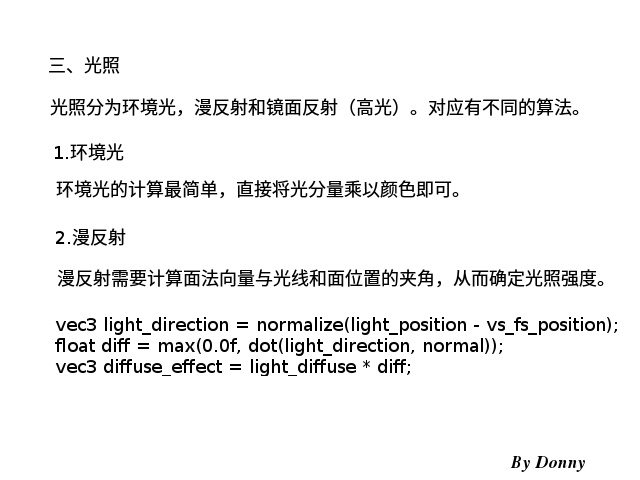 三、光照
光照分为环境光，漫反射和镜面反射（高光）。对应有不同的算法。
1.环境光
环境光的计算最简单，直接将光分量乘以颜色即可。
2.漫反射
漫反射需要计算面法向量与光线和面位置的夹角，从而确定光照强度。
vec3 light_direction = normalize(light_position - vs_fs_position);
float diff = max(0.0f, dot(light_direction, normal));
vec3 diffuse_effect = light_diffuse * diff;
By Donny